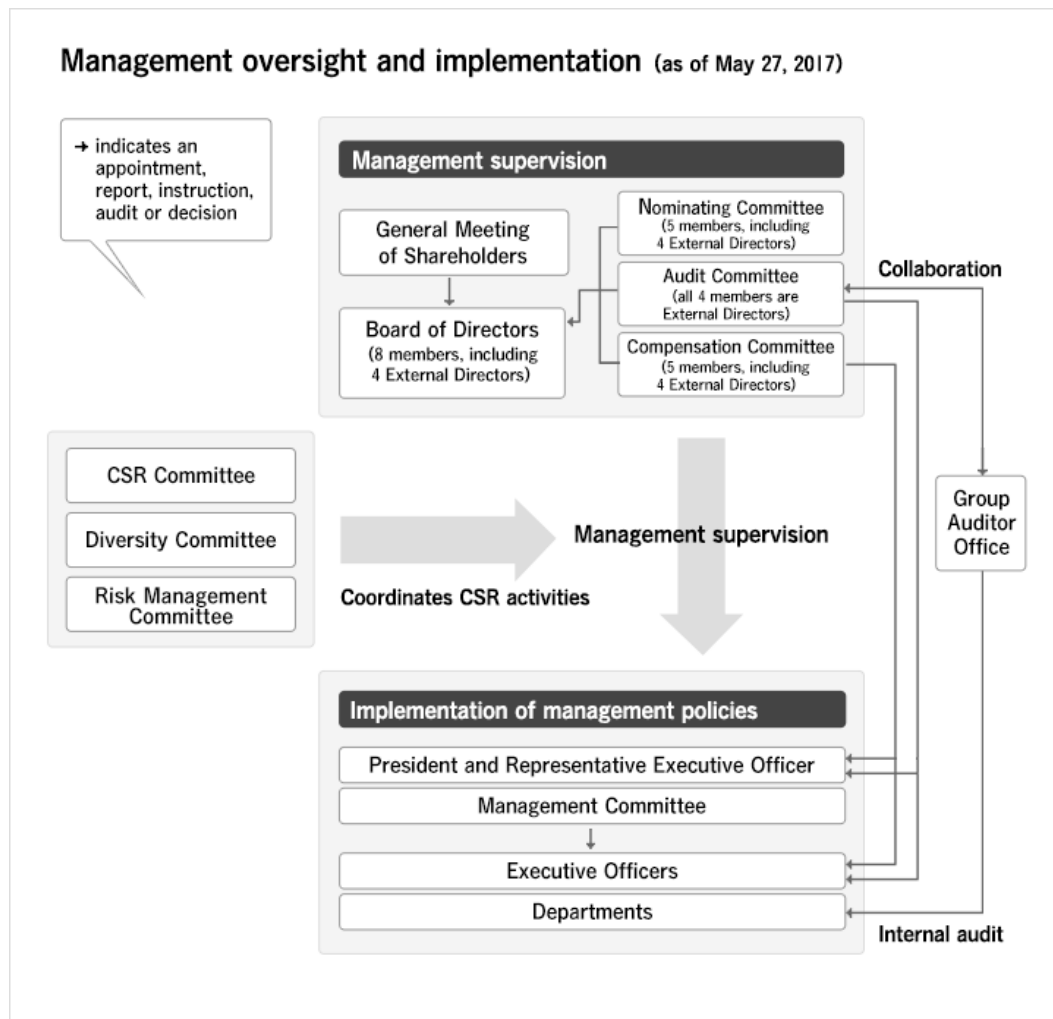 Management oversight and implementation (as of May 27, 2017)
→ indicates an
appointment,
report, instruction,
audit or decision
Management supervision
General Meeting
of Shareholders
Board of Directors
(8 members, including
4 External Directors)
Nominating Committee
(5 members, including
4 External Directors)
Audit Committee
(all 4 members are
External Directors)
Compensation Committee
(5 members, including
4 External Directors)
Collaboration
CSR Committee
Diversity Committee
Risk Management
Committee
Coordinates CSR activities
Management supervision
Group
Auditor
Office
Implementation of management policies
President and Representative Executive Officer
Management Committee
Executive Officers
Departments
Internal audit